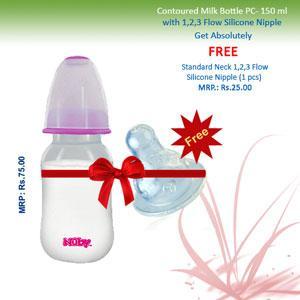 Contoured Milk Bottle PC- 150 ml
with 1,2,3 Flow Silicone Nipple
Get Absolutely
FREE
Standard Neck 1,2,3 Flow
Silicone Nipple (1 pcs)
MRP.: Rs.25.00
Free
MRP: Rs.75.00
NUBY